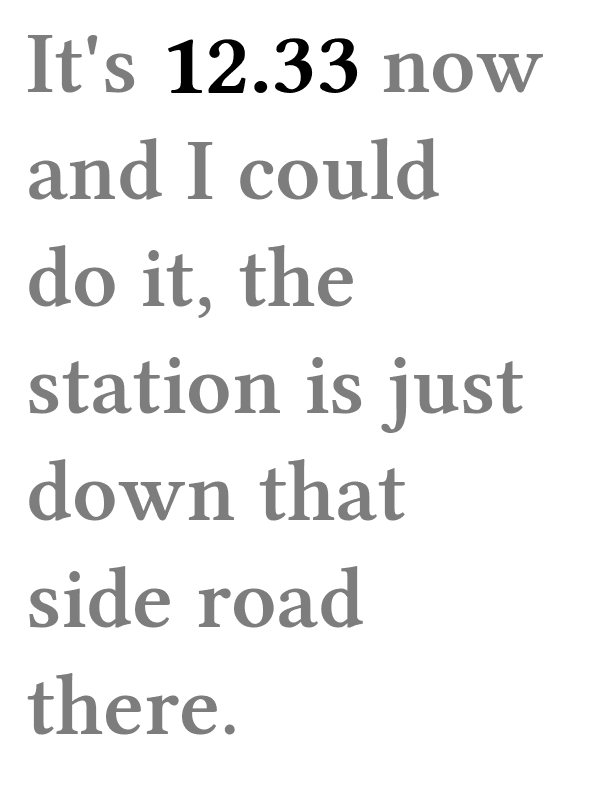 It's 12.33 now
and I could
do it, the
station is just
down that
side road
there.